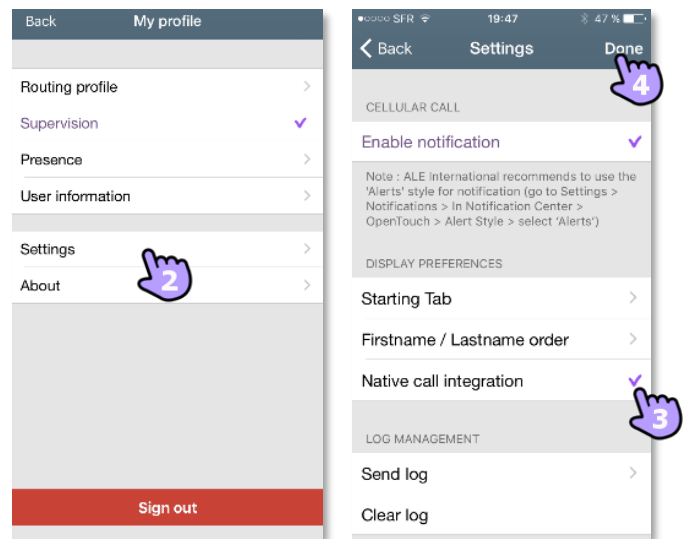 Back My profile
Routing profile
Supervision
Presence
User information
Settings
2
About
Sign out
SFR 19:47 47 %
Back Settings Done
4
CELLULAR CALL
Enable notification
Note : ALE International recommends to use the
'Alerts' style for notification (go to Settings >
Notifications > In Notification Center >
OpenTouch > Alert Style > select 'Alerts')
DISPLAY PREFERENCES
Starting Tab
Firstname / Lastname order
Native call integration
3
LOG MANAGEMENT
Send log
Clear log